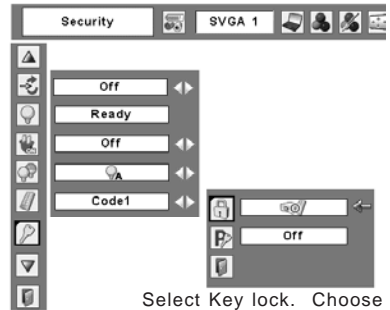 Security
SVGA 1
Off
Ready
Off
A
Code1
P
Off
Select Key lock. Choose